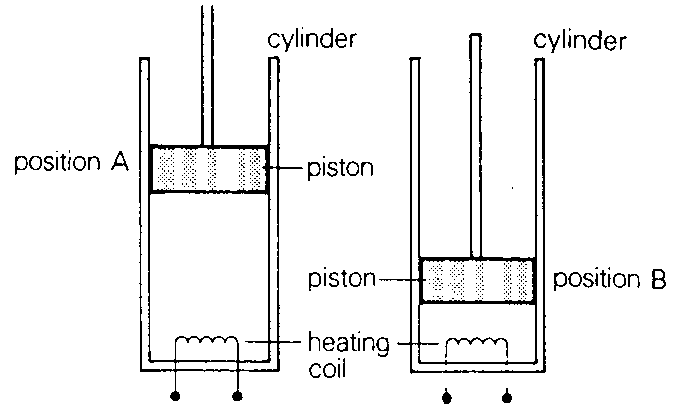 cylinder
cylinder
position A
piston
piston
position B
heating
coil